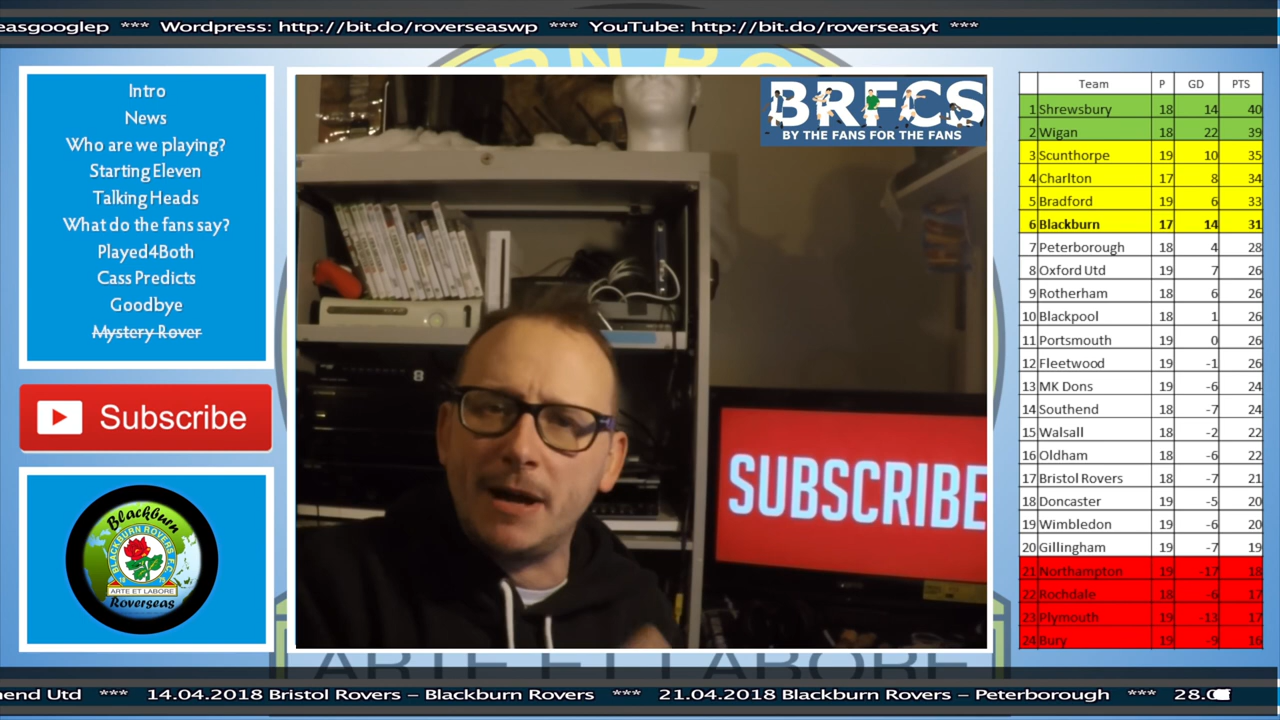 easgooglep *** Wordpress: http://bit.do/roverseaswp *** YouTube: http://bit.do/roverseasyt ***
Intro
News
Who are we playing?
Starting Eleven
Talking Heads
What do the fans say?
Played4Both
Cass Predicts
Goodbye
Mystery Rover
Subscribe
Blackburn
BLACKBURN ROVERS F.C.
18 75
ARTE ET LABORE
Roverseas
BRFCS
BY THE FANS FOR THE FANS
8
SUBSCRIBE
Team P GD PTS
1 Shrewsbury 18 14 40
2 Wigan 18 22 39
3 Scunthorpe 19 10 35
4 Charlton 17 8 34
5 Bradford 19 6 33
6 Blackburn 17 14 31
7 Peterborough 18 4 28
8 Oxford Utd 19 7 26
9 Rotherham 18 6 26
10 Blackpool 18 1 26
11 Portsmouth 19 0 26
12 Fleetwood 19 -1 26
13 MK Dons 19 -6 24
14 Southend 18 -7 24
15 Walsall 18 -2 22
16 Oldham 18 -6 22
17 Bristol Rovers 18 -7 21
18 Doncaster 19 -5 20
19 Wimbledon 19 -6 20
20 Gillingham 19 -7 19
21 Northampton 19 -17 18
22 Rochdale 18 -6 17
23 Plymouth 19 -13 17
24 Bury 19 -9 16
ARTE ET LABORE
end Utd *** 14.04.2018 Bristol Rovers – Blackburn Rovers *** 21.04.2018 Blackburn Rovers – Peterborough *** 28.